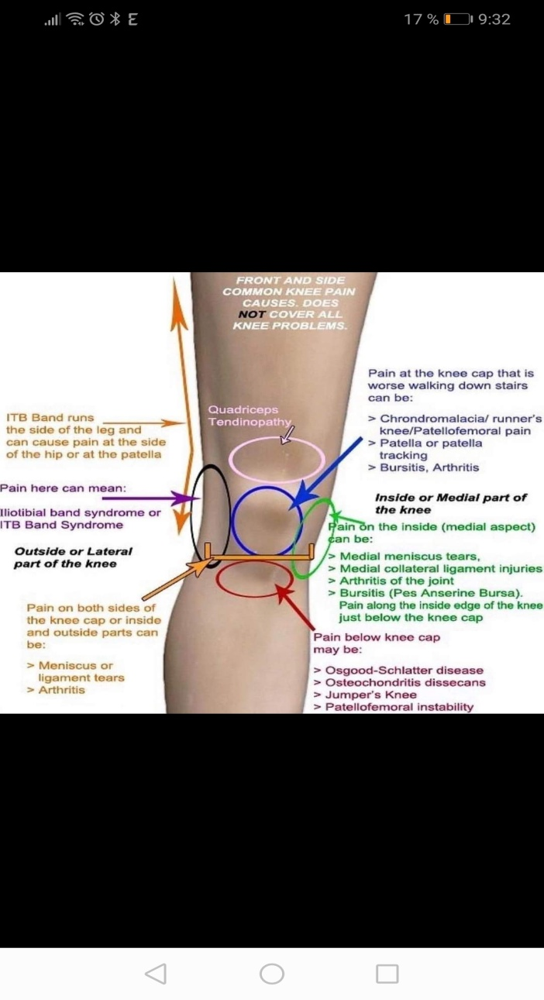 E 17 % 9:32
FRONT AND SIDE
COMMON KNEE PAIN
CAUSES. DOES
NOT COVER ALL
KNEE PROBLEMS.
Quadriceps
Tendinopathy
ITB Band runs
the side of the leg and
can cause pain at the side
of the hip or at the patella
Pain here can mean:
Iliotibial band syndrome or
ITB Band Syndrome
Outside or Lateral
part of the knee
Pain on both sides of
the knee cap or inside
and outside parts can
be:
> Meniscus or
ligament tears
> Arthritis
Pain at the knee cap that is
worse walking down stairs
can be:
> Chrondromalacia/ runner's
knee/Patellofemoral pain
> Patella or patella
tracking
> Bursitis, Arthritis
Inside or Medial part of
the knee
Pain on the inside (medial aspect)
can be:
> Medial meniscus tears,
> Medial collateral ligament injuries
> Arthritis of the joint
> Bursitis (Pes Anserine Bursa).
Pain along the inside edge of the knee
just below the knee cap
Pain below knee cap
may be:
> Osgood-Schlatter disease
> Osteochondritis dissecans
> Jumper's Knee
> Patellofemoral instability